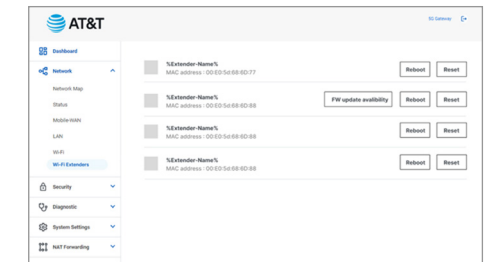 AT&T
5G Gateway
Dashboard
Network
Network Map
Status
Mobile-WAN
LAN
Wi-Fi
Wi-Fi Extenders
Security
Diagnostic
System Settings
NAT Forwarding
%Extender-Name%
MAC address : 00:E0:5d:68:6D:77
Reboot
Reset
%Extender-Name%
MAC address : 00:E0:5d:68:6D:88
FW update avalibility
Reboot
Reset
%Extender-Name%
MAC address : 00:E0:5d:68:6D:88
Reboot
Reset
%Extender-Name%
MAC address : 00:E0:5d:68:6D:88
Reboot
Reset